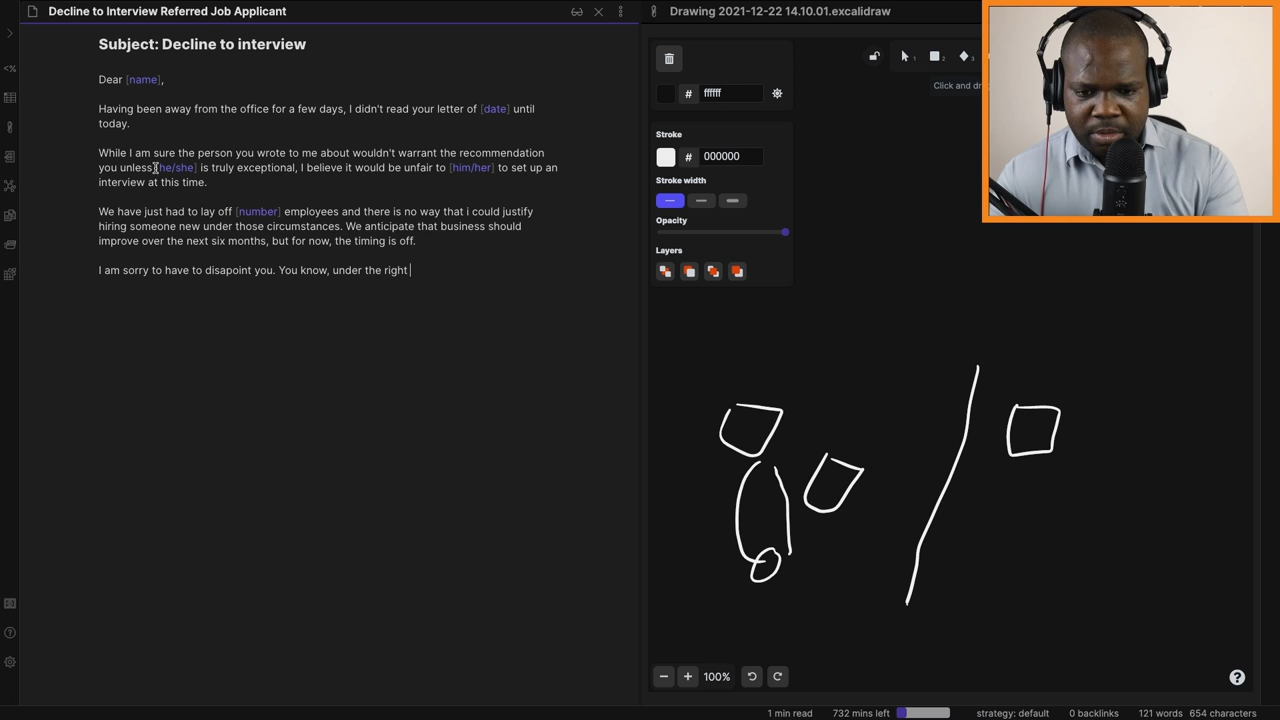 Decline to Interview Referred Job Applicant
Drawing 2021-12-22 14.10.01.excalidraw
Subject: Decline to interview
Dear [name],
Having been away from the office for a few days, I didn't read your letter of [date] until
today.
While I am sure the person you wrote to me about wouldn't warrant the recommendation
you unless [he/she] is truly exceptional, I believe it would be unfair to [him/her] to set up an
interview at this time.
We have just had to lay off [number] employees and there is no way that i could justify
hiring someone new under those circumstances. We anticipate that business should
improve over the next six months, but for now, the timing is off.
I am sorry to have to disapoint you. You know, under the right
1
2
3
Click and dr
# ffffff
Stroke
# 000000
Stroke width
Opacity
Layers
100%
1 min read
732 mins left
strategy: default
0 backlinks
121 words
654 characters